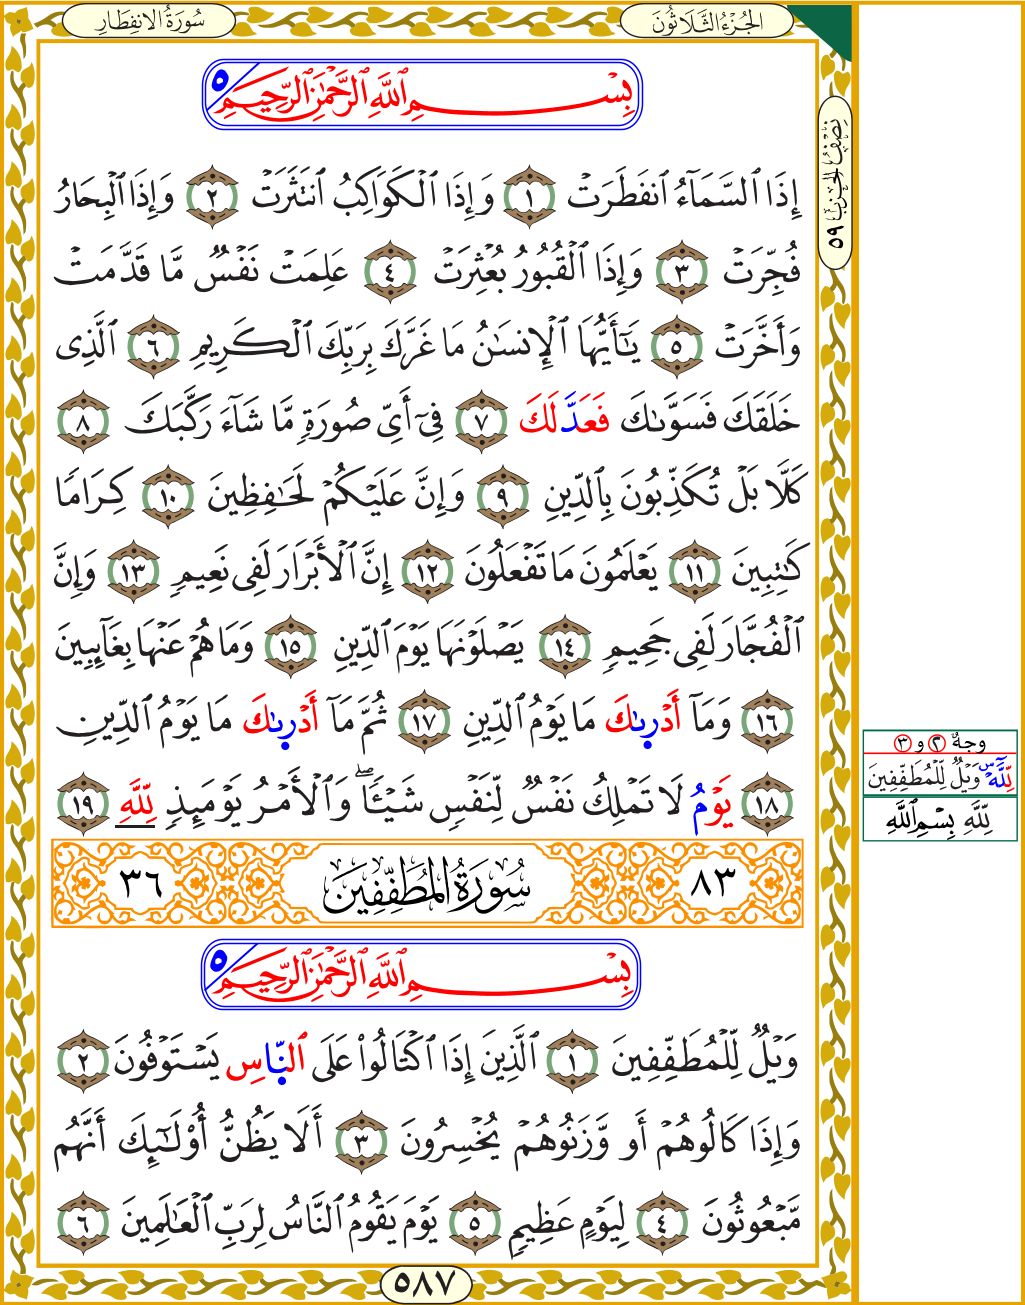 سُورَةُ الانفِطَارِ
الجُزْءُ الثَّلَاثُونَ
نِصْفُ الحِزْبِ ٥٩
بِسْمِ ٱللَّهِ ٱلرَّحْمَٰنِ ٱلرَّحِيمِ ٥
إِذَا ٱلسَّمَآءُ ٱنفَطَرَتْ ١ وَإِذَا ٱلْكَوَاكِبُ ٱنتَثَرَتْ ٢ وَإِذَا ٱلْبِحَارُ
فُجِّرَتْ ٣ وَإِذَا ٱلْقُبُورُ بُعْثِرَتْ ٤ عَلِمَتْ نَفْسٌ مَّا قَدَّمَتْ
وَأَخَّرَتْ ٥ يَٰٓأَيُّهَا ٱلْإِنسَٰنُ مَا غَرَّكَ بِرَبِّكَ ٱلْكَرِيمِ ٦ ٱلَّذِى
خَلَقَكَ فَسَوَّىٰكَ فَعَدَّلَكَ ٧ فِىٓ أَىِّ صُورَةٍ مَّا شَآءَ رَكَّبَكَ ٨
كَلَّا بَلْ تُكَذِّبُونَ بِٱلدِّينِ ٩ وَإِنَّ عَلَيْكُمْ لَحَٰفِظِينَ ١٠ كِرَامًا
كَٰتِبِينَ ١١ يَعْلَمُونَ مَا تَفْعَلُونَ ١٢ إِنَّ ٱلْأَبْرَارَ لَفِى نَعِيمٍ ١٣ وَإِنَّ
ٱلْفُجَّارَ لَفِى جَحِيمٍ ١٤ يَصْلَوْنَهَا يَوْمَ ٱلدِّينِ ١٥ وَمَا هُمْ عَنْهَا بِغَآئِبِينَ
١٦ وَمَآ أَدْرٜىٰكَ مَا يَوْمُ ٱلدِّينِ ١٧ ثُمَّ مَآ أَدْرٜىٰكَ مَا يَوْمُ ٱلدِّينِ
١٨ يَوْمُ لَا تَمْلِكُ نَفْسٌ لِّنَفْسٍ شَيْـًٔا ۖ وَٱلْأَمْرُ يَوْمَئِذٍ لِّلَّهِ ١٩
وجهٌ ٢ و ٣
لِّلَّهِ ۜ وَيْلٌ لِّلْمُطَفِّفِينَ
لِّلَّهِ بِسْمِ ٱللَّهِ
٨٣ سُورَةُ المُطَفِّفِينَ ٣٦
بِسْمِ ٱللَّهِ ٱلرَّحْمَٰنِ ٱلرَّحِيمِ ٥
وَيْلٌ لِّلْمُطَفِّفِينَ ١ ٱلَّذِينَ إِذَا ٱكْتَالُوا۟ عَلَى ٱلنَّاسِ يَسْتَوْفُونَ ٢
وَإِذَا كَالُوهُمْ أَو وَّزَنُوهُمْ يُخْسِرُونَ ٣ أَلَا يَظُنُّ أُو۟لَٰٓئِكَ أَنَّهُم
مَّبْعُوثُونَ ٤ لِيَوْمٍ عَظِيمٍ ٥ يَوْمَ يَقُومُ ٱلنَّاسُ لِرَبِّ ٱلْعَٰلَمِينَ ٦
٥٨٧